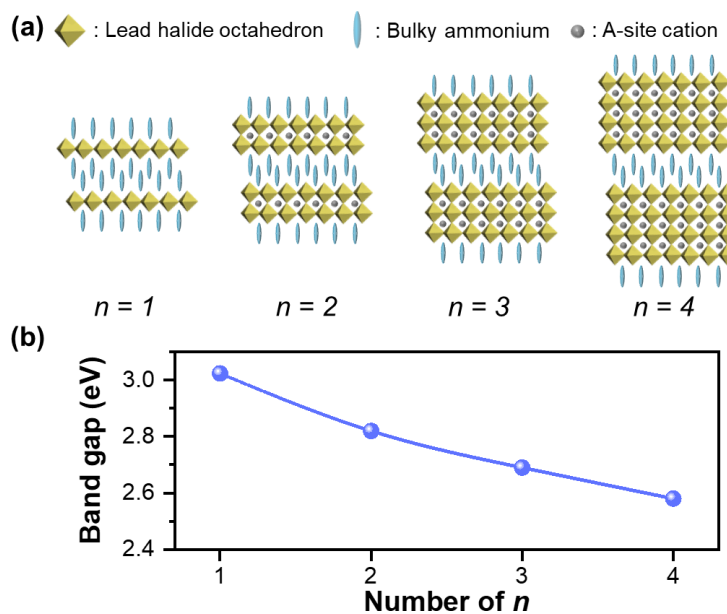 (a) : Lead halide octahedron : Bulky ammonium : A-site cation
n = 1 n = 2 n = 3 n = 4
(b)
Band gap (eV)
3.0
2.8
2.6
2.4
1 2 3 4
Number of n